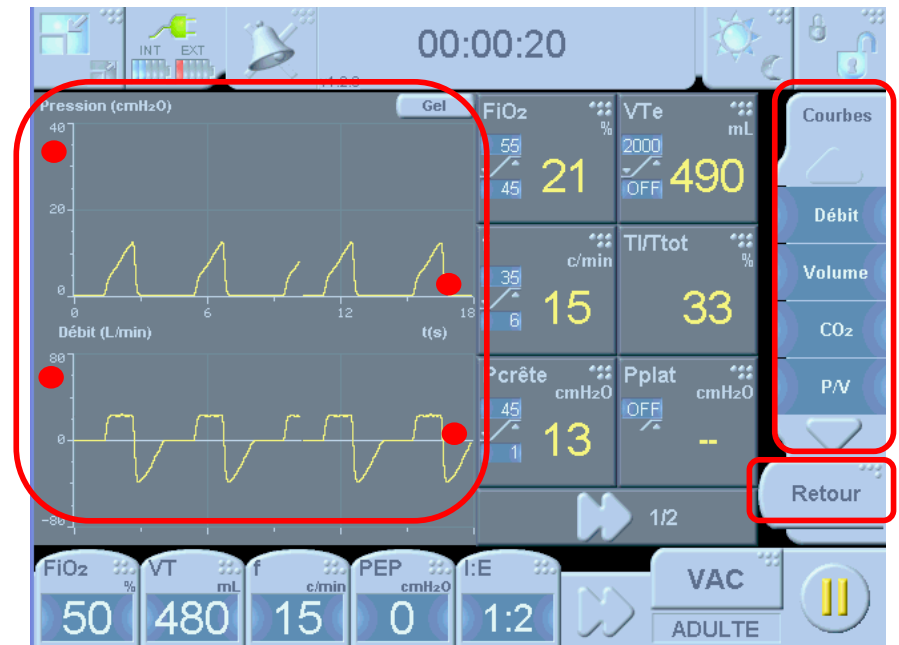 INT EXT
00:00:20
Pression (cmH₂O)
Gel
40
20
0
0 6 12 18
Débit (L/min)
t(s)
80
0
-80
FiO₂
%
55
45
21
VTe
mL
2000
OFF
490
c/min
35
6
15
TI/Ttot
%
33
Pcrête
cmH₂O
45
1
13
Pplat
cmH₂O
OFF
--
1/2
Courbes
Débit
Volume
CO₂
P/V
Retour
FiO₂
%
50
VT
mL
480
f
c/min
15
PEP
cmH₂O
0
I:E
1:2
VAC
ADULTE